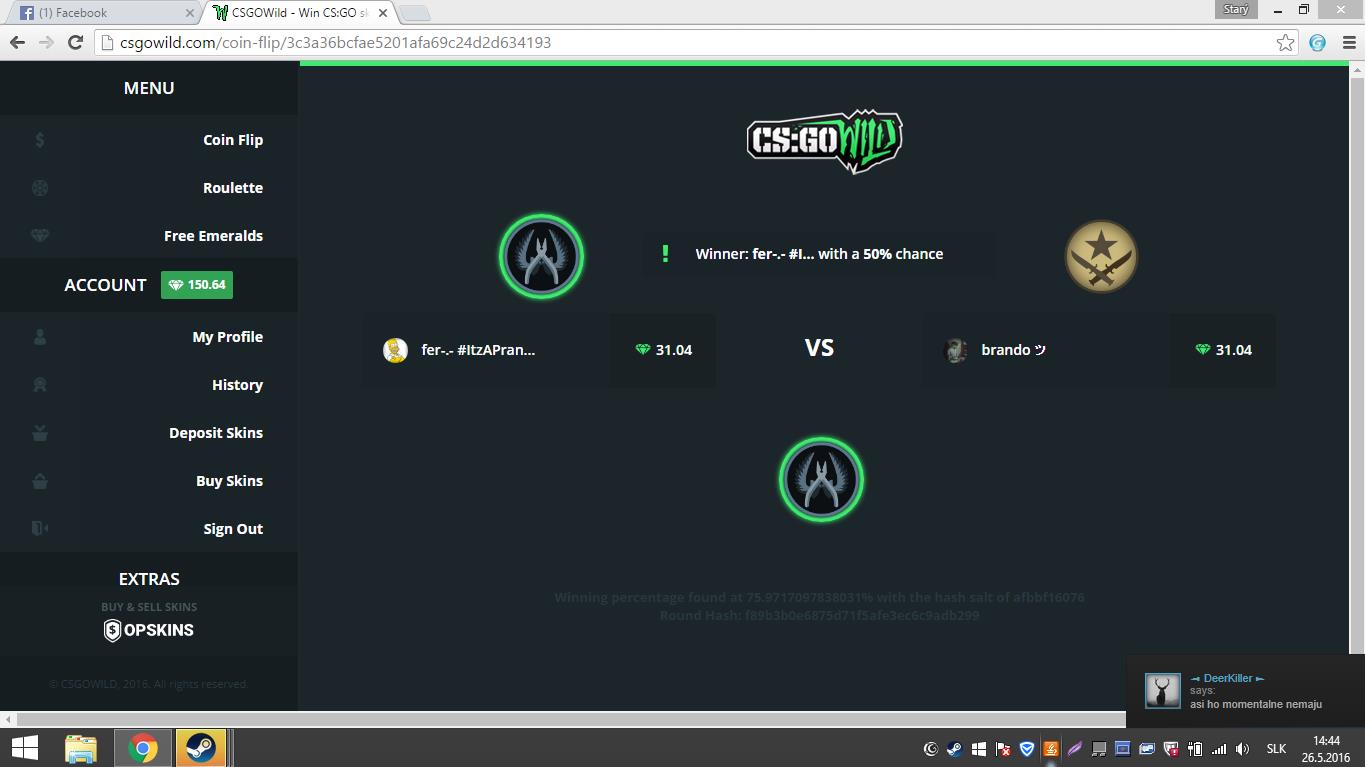 (1) Facebook
CSGOWild - Win CS:GO sk
Starý
csgowild.com/coin-flip/3c3a36bcfae5201afa69c24d2d634193
MENU
Coin Flip
Roulette
Free Emeralds
ACCOUNT 150.64
My Profile
History
Deposit Skins
Buy Skins
Sign Out
EXTRAS
BUY & SELL SKINS
OPSKINS
© CSGOWILD, 2016. All rights reserved.
CS:GO WILD
Winner: fer-.- #I... with a 50% chance
fer-.- #ItzAPran... 31.04
VS
brando ツ 31.04
Winning percentage found at 75.9717097838031% with the hash salt of afbbf16076
Round Hash: f89b3b0e6875d71f5afe3ec6c9adb299
◄ DeerKiller ►
says:
asi ho momentalne nemaju
SLK
14:44
26.5.2016